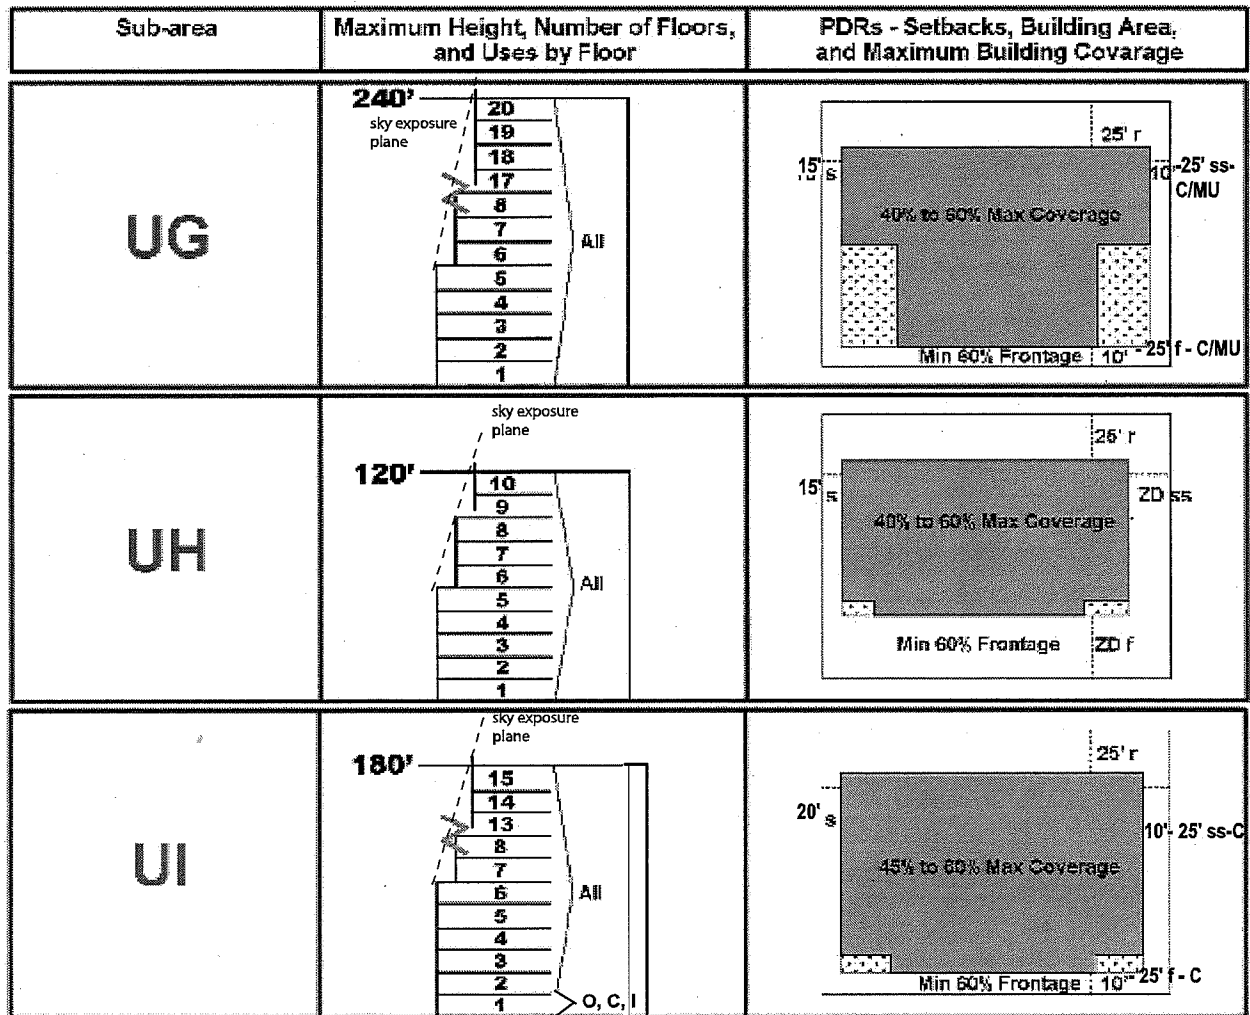 Sub-area
Maximum Height, Number of Floors,
and Uses by Floor
PDRs - Setbacks, Building Area,
and Maximum Building Covarage
UG
240'
sky exposure
plane
20
19
18
17
8
7
6
5
4
3
2
1
All
25' r
15' s
10'-25' ss-
C/MU
40% to 60% Max Coverage
Min 60% Frontage
10' - 25' f - C/MU
UH
sky exposure
plane
120'
10
9
8
7
6
5
4
3
2
1
All
25' r
15' s
ZD ss
40% to 60% Max Coverage
Min 60% Frontage
ZD f
UI
sky exposure
plane
180'
15
14
13
8
7
6
5
4
3
2
1
All
O, C, I
25' r
20' s
10'- 25' ss-C
45% to 60% Max Coverage
Min 60% Frontage
10'-'25' f - C